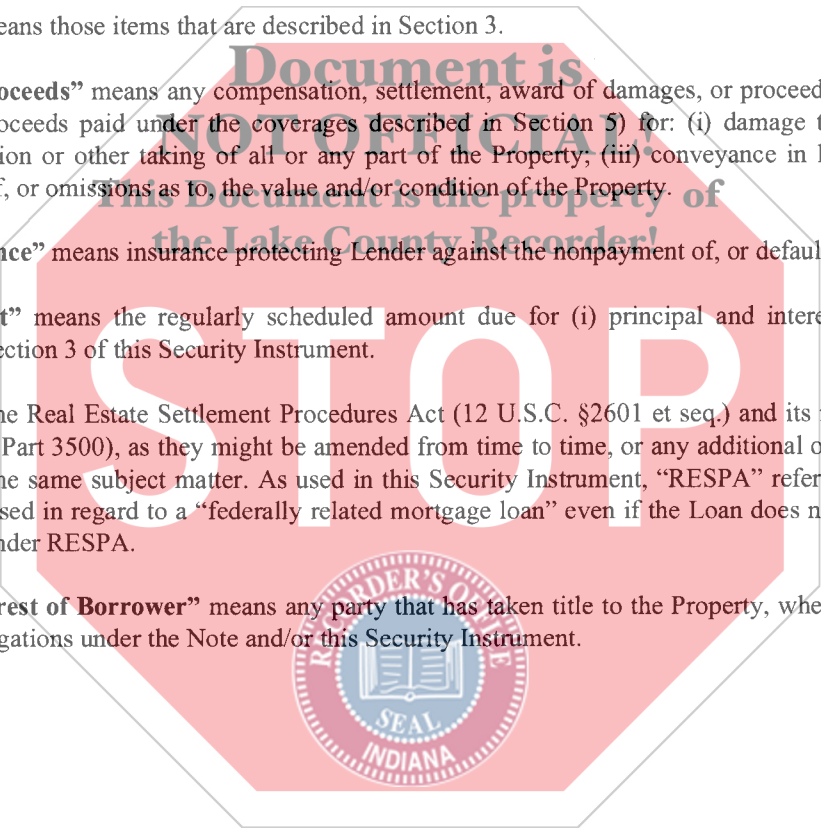 eans those items that are described in Section 3.
Document is
oceeds” means any compensation, settlement, award of damages, or proceed
oceeds paid under the coverages described in Section 5) for: (i) damage t
NOT OFFICIAL!
ion or other taking of all or any part of the Property; (iii) conveyance in
f, or omissions as to, the value and/or condition of the Property.
This Document is the property of
the Lake County Recorder!
nce” means insurance protecting Lender against the nonpayment of, or defaul
t” means the regularly scheduled amount due for (i) principal and intere
ection 3 of this Security Instrument.
STOP
he Real Estate Settlement Procedures Act (12 U.S.C. §2601 et seq.) and its
Part 3500), as they might be amended from time to time, or any additional o
he same subject matter. As used in this Security Instrument, “RESPA” refer
sed in regard to a “federally related mortgage loan” even if the Loan does n
nder RESPA.
rest of Borrower” means any party that has taken title to the Property, whe
gations under the Note and/or this Security Instrument.
RECORDER'S OFFICE
SEAL
INDIANA